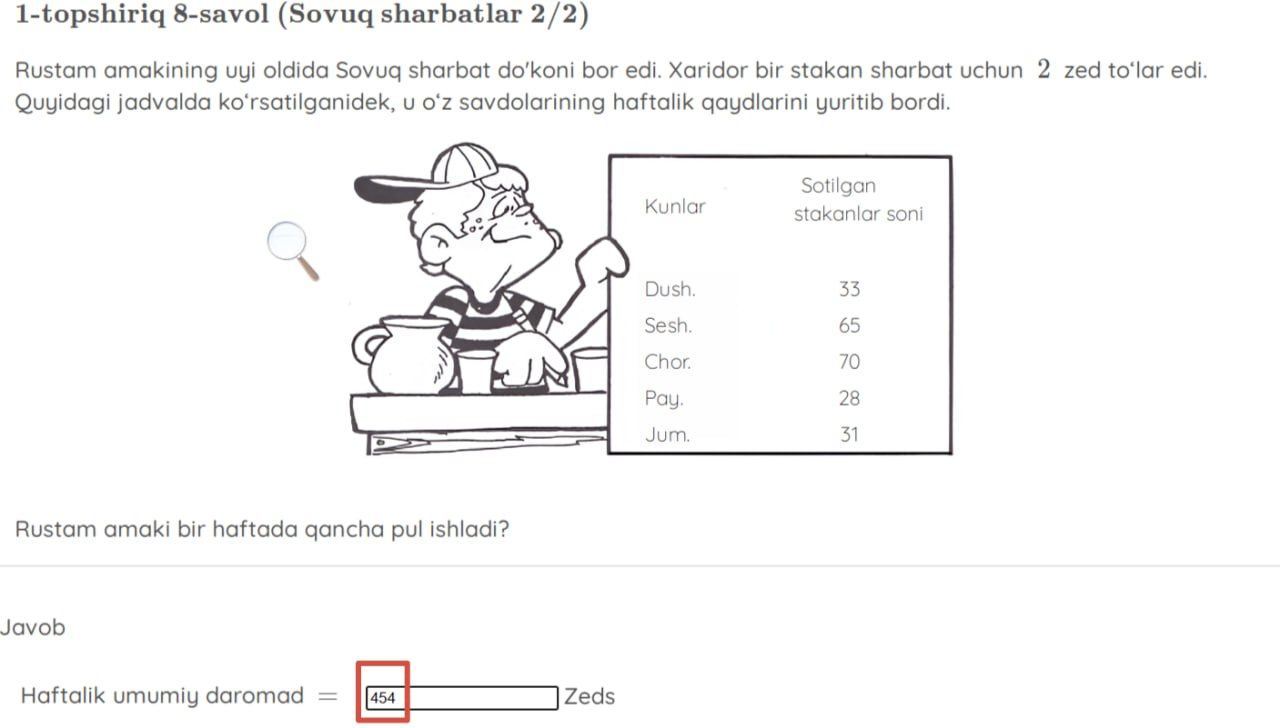 1-topshiriq 8-savol (Sovuq sharbatlar 2/2)
Rustam amakining uyi oldida Sovuq sharbat do'koni bor edi. Xaridor bir stakan sharbat uchun 2 zed to‘lar edi.
Quyidagi jadvalda ko‘rsatilganidek, u o‘z savdolarining haftalik qaydlarini yuritib bordi.
Kunlar Sotilgan stakanlar soni
Dush. 33
Sesh. 65
Chor. 70
Pay. 28
Jum. 31
Rustam amaki bir haftada qancha pul ishladi?
Javob
Haftalik umumiy daromad = 454 Zeds